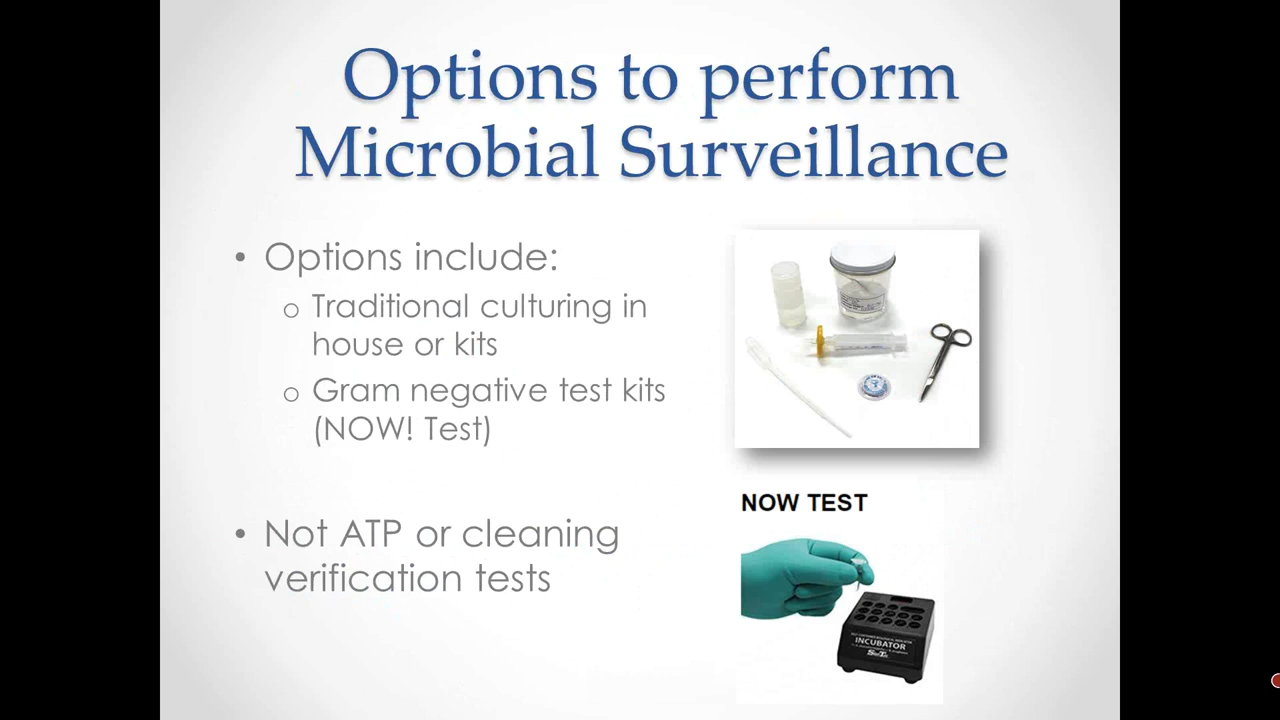 Options to perform
Microbial Surveillance
• Options include:
o Traditional culturing in
house or kits
o Gram negative test kits
(NOW! Test)
• Not ATP or cleaning
verification tests
NOW TEST
INCUBATOR